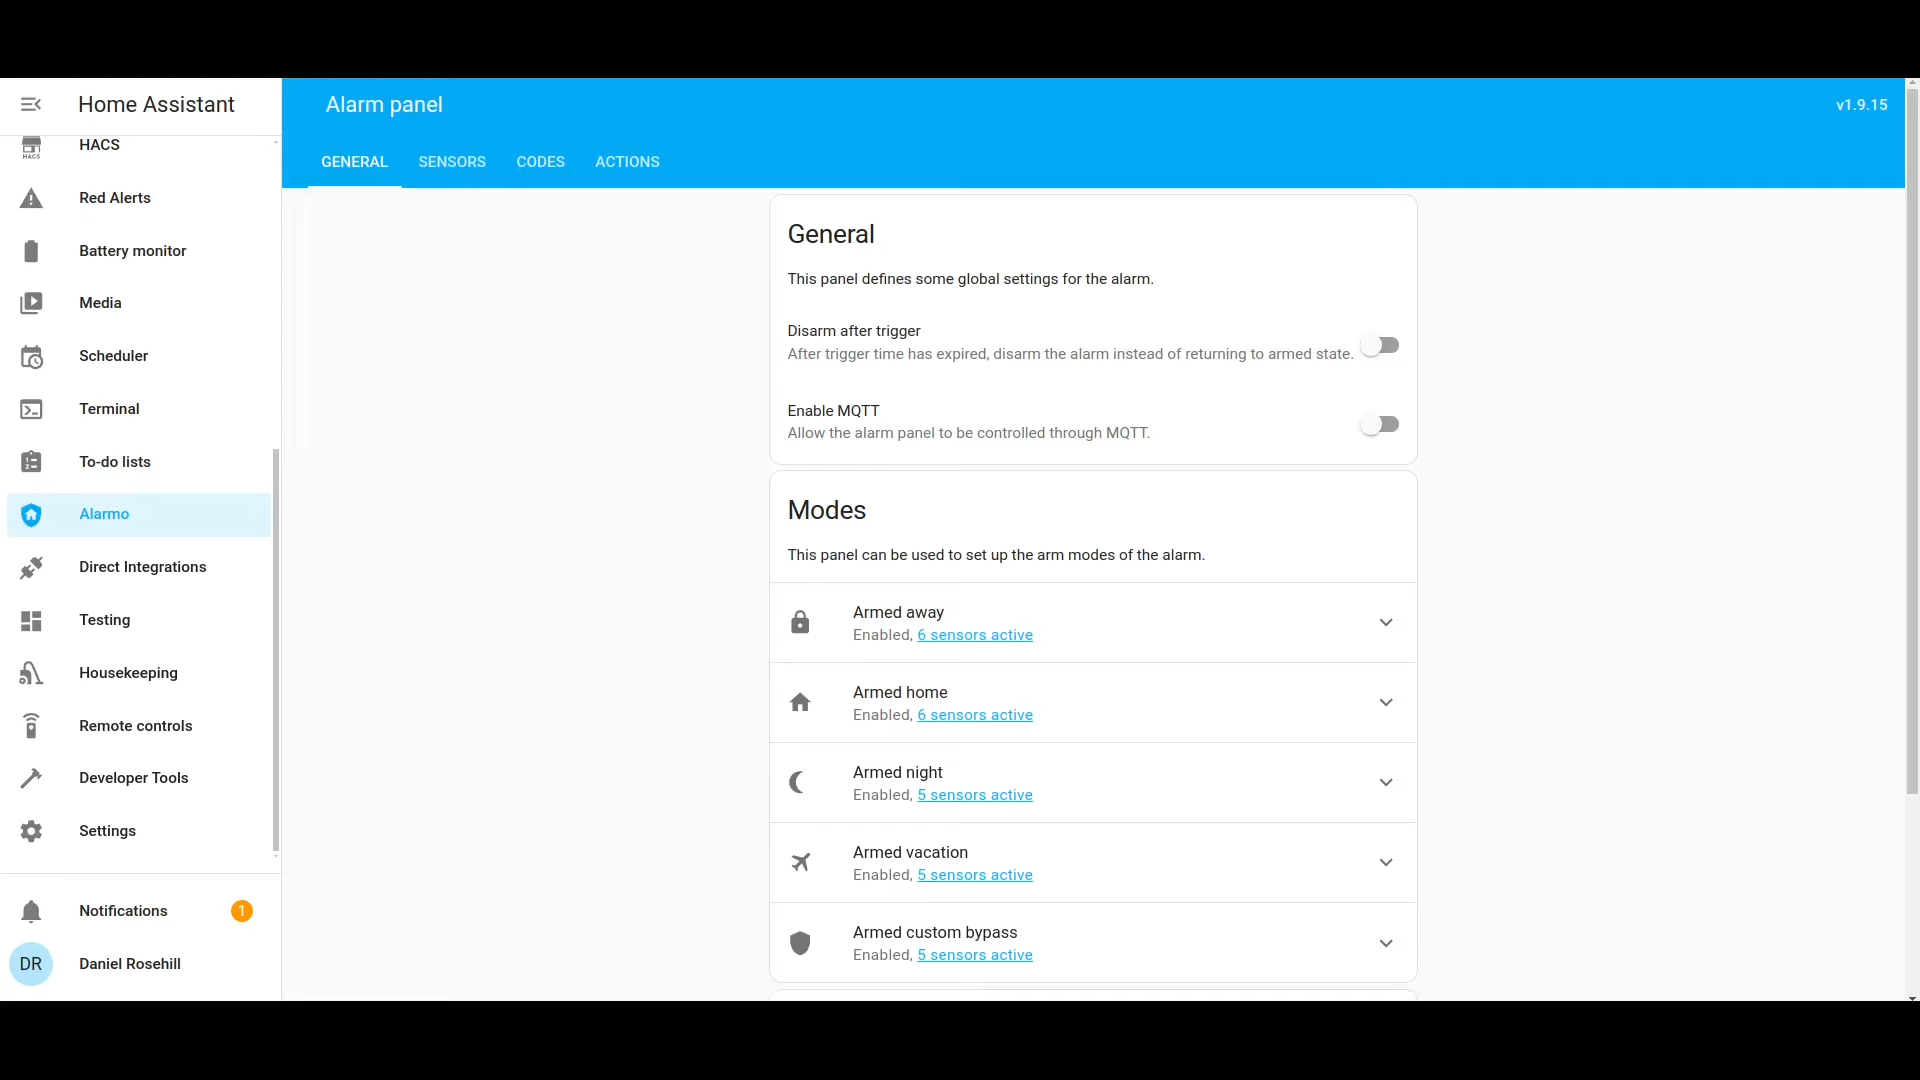 Home Assistant
HACS
HACS
Red Alerts
Battery monitor
Media
Scheduler
Terminal
To-do lists
Alarmo
Direct Integrations
Testing
Housekeeping
Remote controls
Developer Tools
Settings
Notifications
1
DR
Daniel Rosehill
Alarm panel
v1.9.15
GENERAL
SENSORS
CODES
ACTIONS
General
This panel defines some global settings for the alarm.
Disarm after trigger
After trigger time has expired, disarm the alarm instead of returning to armed state.
Enable MQTT
Allow the alarm panel to be controlled through MQTT.
Modes
This panel can be used to set up the arm modes of the alarm.
Armed away
Enabled, 6 sensors active
Armed home
Enabled, 6 sensors active
Armed night
Enabled, 5 sensors active
Armed vacation
Enabled, 5 sensors active
Armed custom bypass
Enabled, 5 sensors active